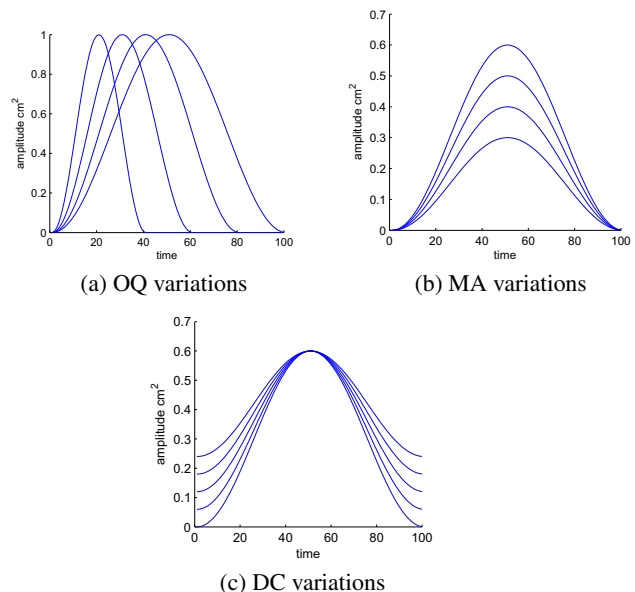 1
0.8
0.6
0.4
0.2
0
0 20 40 60 80 100
amplitude cm²
time
(a) OQ variations
0.7
0.6
0.5
0.4
0.3
0.2
0.1
0
0 20 40 60 80 100
amplitude cm²
time
(b) MA variations
0.7
0.6
0.5
0.4
0.3
0.2
0.1
0
0 20 40 60 80 100
amplitude cm²
time
(c) DC variations